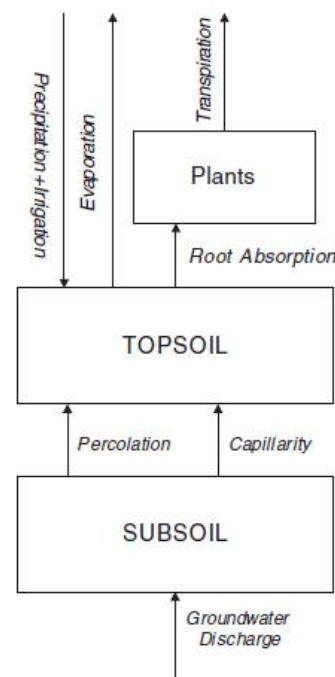 Precipitation+Irrigation
Evaporation
Transpiration
Plants
Root Absorption
TOPSOIL
Percolation
Capillarity
SUBSOIL
Groundwater
Discharge